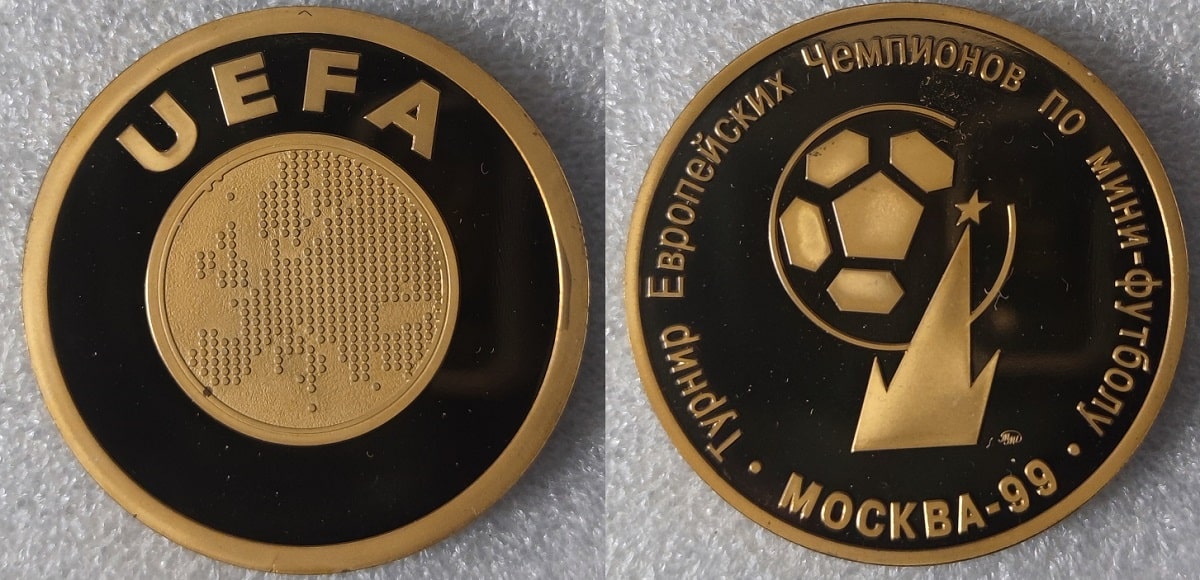 UEFA
Турнир Европейских Чемпионов по мини-футболу
• МОСКВА-99 •